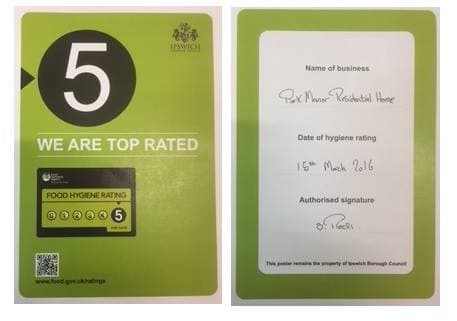 5
IPSWICH
WE ARE TOP RATED
FOOD HYGIENE RATING
0 1 2 3 4 5
www.food.gov.uk/ratings
Name of business
Park Manor Residential Home
Date of hygiene rating
15th March 2016
Authorised signature
This poster remains the property of Ipswich Borough Council